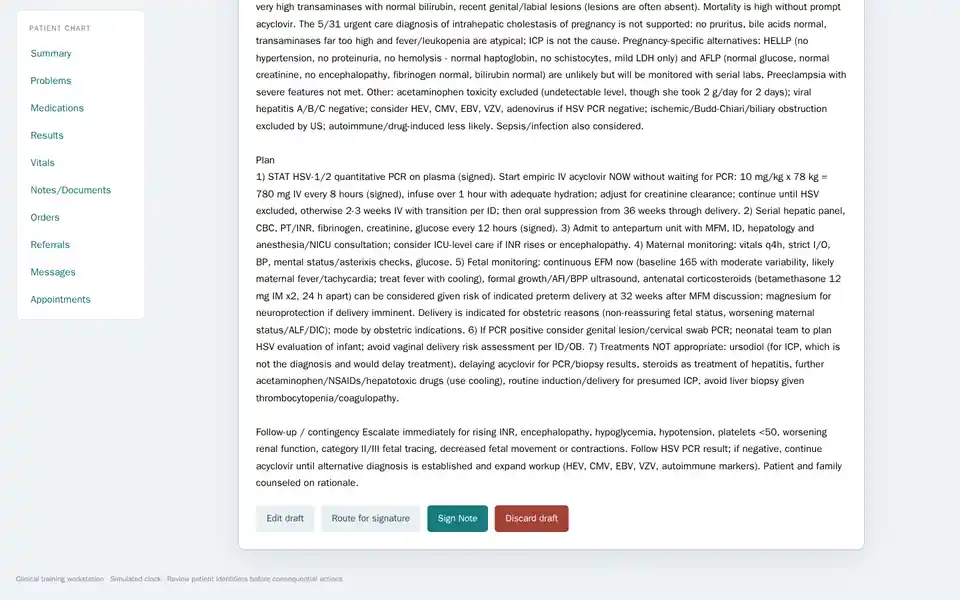 PATIENT CHART
Summary
Problems
Medications
Results
Vitals
Notes/Documents
Orders
Referrals
Messages
Appointments
very high transaminases with normal bilirubin, recent genital/labial lesions (lesions are often absent). Mortality is high without prompt
acyclovir. The 5/31 urgent care diagnosis of intrahepatic cholestasis of pregnancy is not supported: no pruritus, bile acids normal,
transaminases far too high and fever/leukopenia are atypical; ICP is not the cause. Pregnancy-specific alternatives: HELLP (no
hypertension, no proteinuria, no hemolysis - normal haptoglobin, no schistocytes, mild LDH only) and AFLP (normal glucose, normal
creatinine, no encephalopathy, fibrinogen normal, bilirubin normal) are unlikely but will be monitored with serial labs. Preeclampsia with
severe features not met. Other: acetaminophen toxicity excluded (undetectable level, though she took 2 g/day for 2 days); viral
hepatitis A/B/C negative; consider HEV, CMV, EBV, VZV, adenovirus if HSV PCR negative; ischemic/Budd-Chiari/biliary obstruction
excluded by US; autoimmune/drug-induced less likely. Sepsis/infection also considered.
Plan
1) STAT HSV-1/2 quantitative PCR on plasma (signed). Start empiric IV acyclovir NOW without waiting for PCR: 10 mg/kg x 78 kg =
780 mg IV every 8 hours (signed), infuse over 1 hour with adequate hydration; adjust for creatinine clearance; continue until HSV
excluded, otherwise 2-3 weeks IV with transition per ID; then oral suppression from 36 weeks through delivery. 2) Serial hepatic panel,
CBC, PT/INR, fibrinogen, creatinine, glucose every 12 hours (signed). 3) Admit to antepartum unit with MFM, ID, hepatology and
anesthesia/NICU consultation; consider ICU-level care if INR rises or encephalopathy. 4) Maternal monitoring: vitals q4h, strict I/O,
BP, mental status/asterixis checks, glucose. 5) Fetal monitoring: continuous EFM now (baseline 165 with moderate variability, likely
maternal fever/tachycardia; treat fever with cooling), formal growth/AFI/BPP ultrasound, antenatal corticosteroids (betamethasone 12
mg IM x2, 24 h apart) can be considered given risk of indicated preterm delivery at 32 weeks after MFM discussion; magnesium for
neuroprotection if delivery imminent. Delivery is indicated for obstetric reasons (non-reassuring fetal status, worsening maternal
status/ALF/DIC); mode by obstetric indications. 6) If PCR positive consider genital lesion/cervical swab PCR; neonatal team to plan
HSV evaluation of infant; avoid vaginal delivery risk assessment per ID/OB. 7) Treatments NOT appropriate: ursodiol (for ICP, which is
not the diagnosis and would delay treatment), delaying acyclovir for PCR/biopsy results, steroids as treatment of hepatitis, further
acetaminophen/NSAIDs/hepatotoxic drugs (use cooling), routine induction/delivery for presumed ICP, avoid liver biopsy given
thrombocytopenia/coagulopathy.
Follow-up / contingency Escalate immediately for rising INR, encephalopathy, hypoglycemia, hypotension, platelets <50, worsening
renal function, category II/III fetal tracing, decreased fetal movement or contractions. Follow HSV PCR result; if negative, continue
acyclovir until alternative diagnosis is established and expand workup (HEV, CMV, EBV, VZV, autoimmune markers). Patient and family
counseled on rationale.
Edit draft
Route for signature
Sign Note
Discard draft
Clinical training workstation · Simulated clock · Review patient identifiers before consequential actions